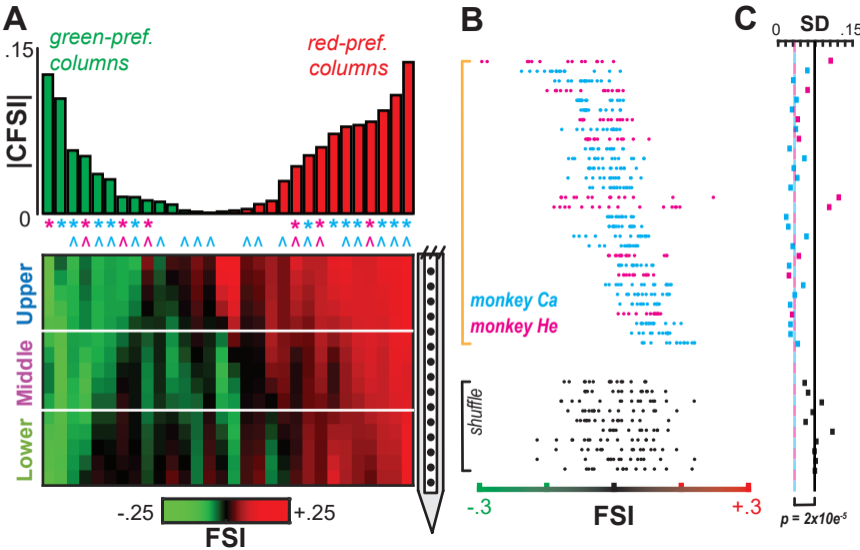 A
B
C
.15
green-pref.
columns
red-pref.
columns
|CFSI|
0
* * * * * * * * * * * * * * * * * * *
^ ^ ^ ^ ^ ^ ^ ^ ^ ^ ^ ^ ^ ^ ^ ^ ^ ^ ^ ^ ^ ^
Upper
Middle
Lower
-.25
+.25
FSI
monkey Ca
monkey He
shuffle
-.3
+.3
FSI
0
SD
.15
p = 2x10e-5